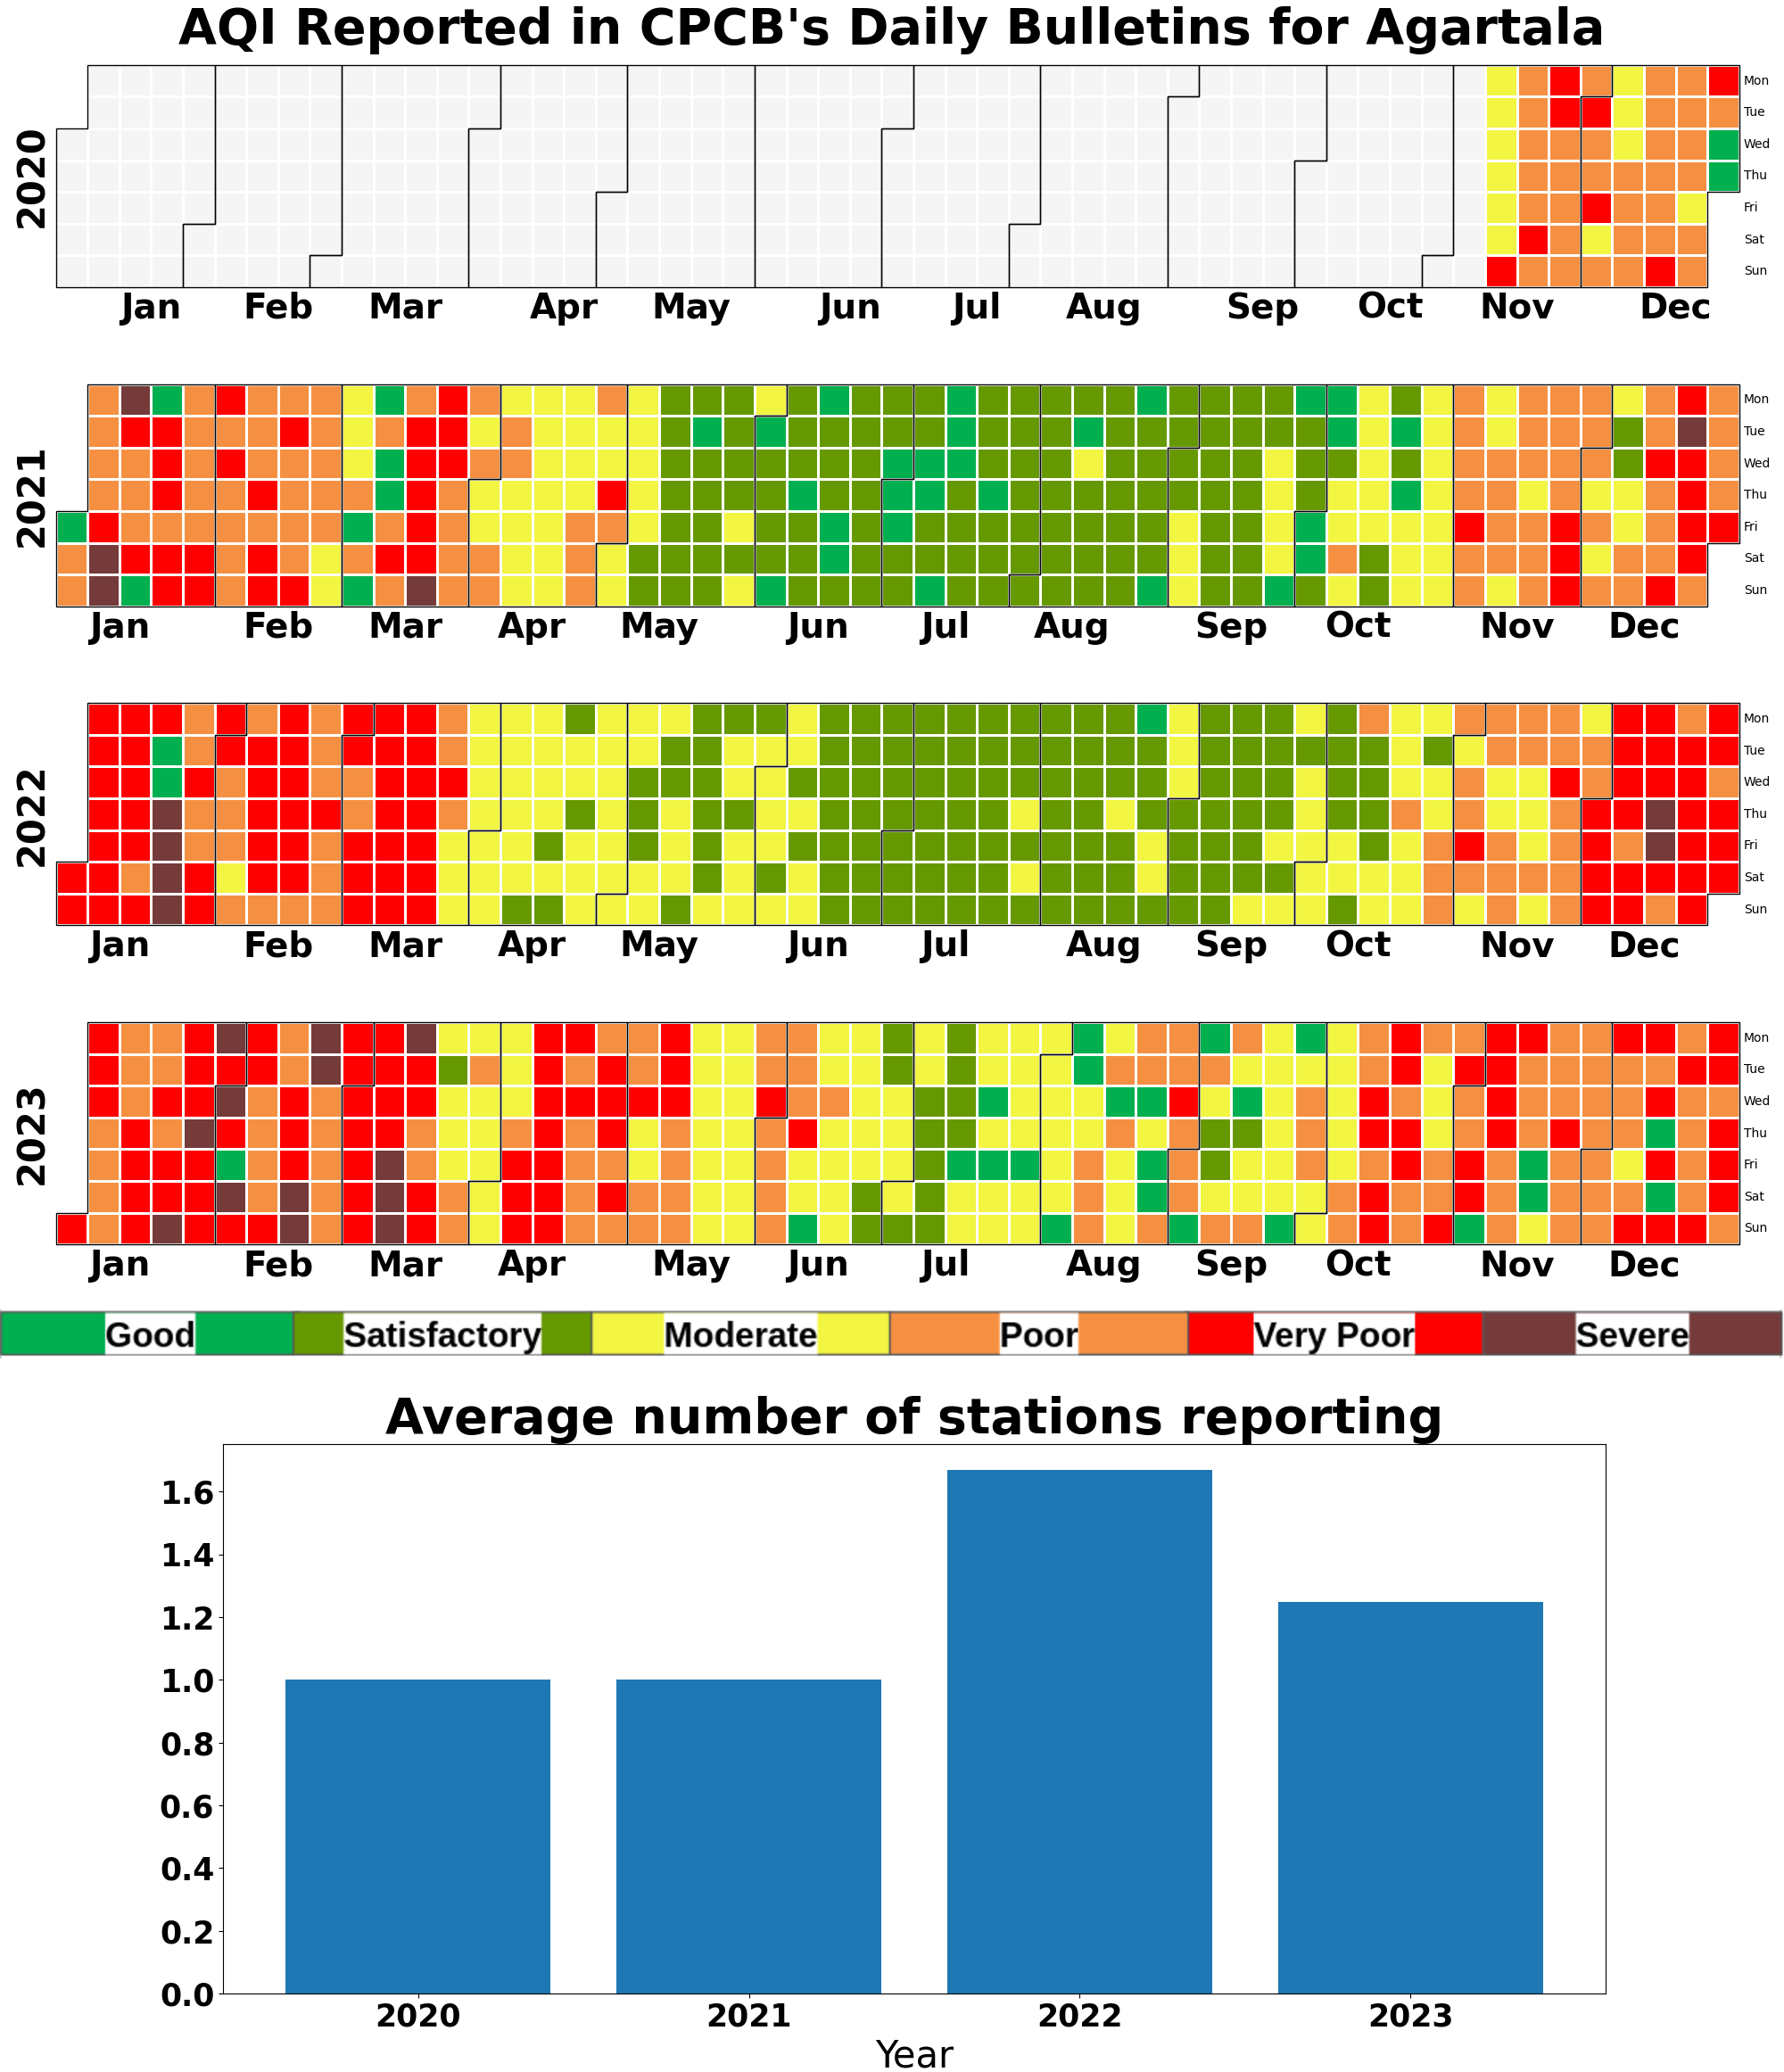 AQI Reported in CPCB's Daily Bulletins for Agartala
2020
Mon
Tue
Wed
Thu
Fri
Sat
Sun
Jan Feb Mar Apr May Jun Jul Aug Sep Oct Nov Dec
2021
Mon
Tue
Wed
Thu
Fri
Sat
Sun
Jan Feb Mar Apr May Jun Jul Aug Sep Oct Nov Dec
2022
Mon
Tue
Wed
Thu
Fri
Sat
Sun
Jan Feb Mar Apr May Jun Jul Aug Sep Oct Nov Dec
2023
Mon
Tue
Wed
Thu
Fri
Sat
Sun
Jan Feb Mar Apr May Jun Jul Aug Sep Oct Nov Dec
Good Satisfactory Moderate Poor Very Poor Severe
Average number of stations reporting
1.6
1.4
1.2
1.0
0.8
0.6
0.4
0.2
0.0
2020 2021 2022 2023
Year